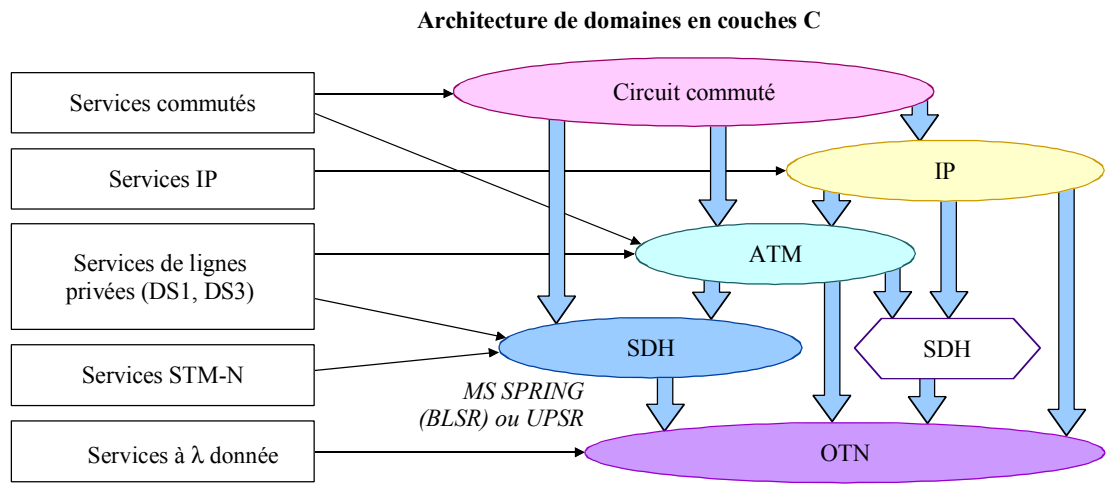 Architecture de domaines en couches C
Services commutés
Circuit commuté
Services IP
IP
Services de lignes
privées (DS1, DS3)
ATM
SDH
SDH
Services STM-N
MS SPRING
(BLSR) ou UPSR
Services à λ donnée
OTN